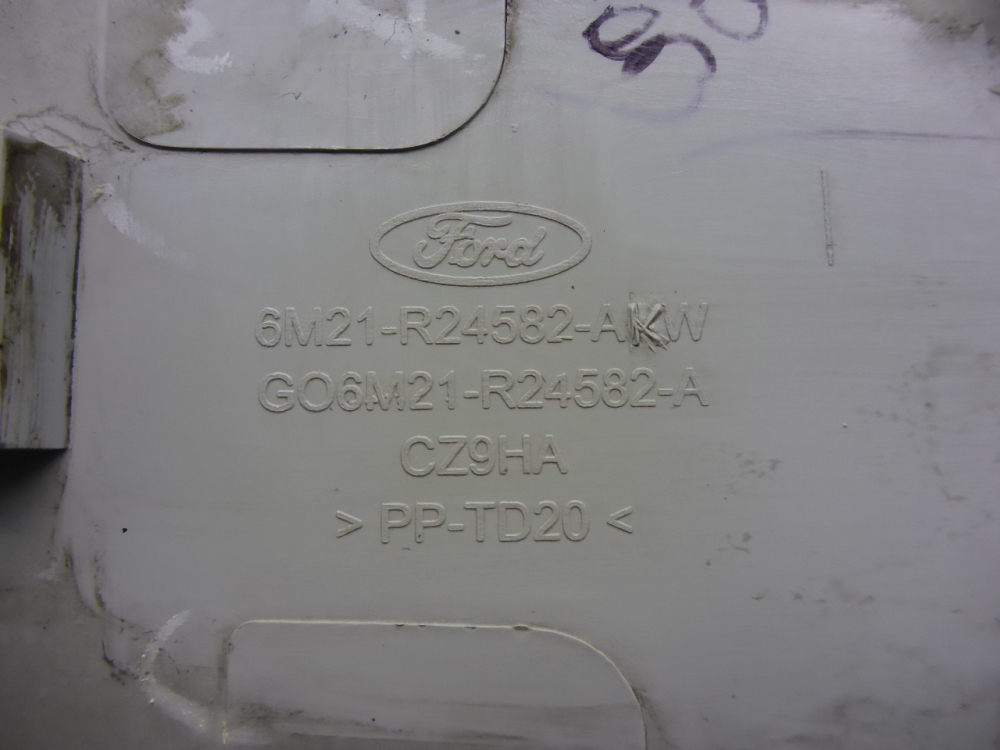 Ford
6M21-R24582-AKW
GO6M21-R24582-A
CZ9HA
> PP-TD20 <